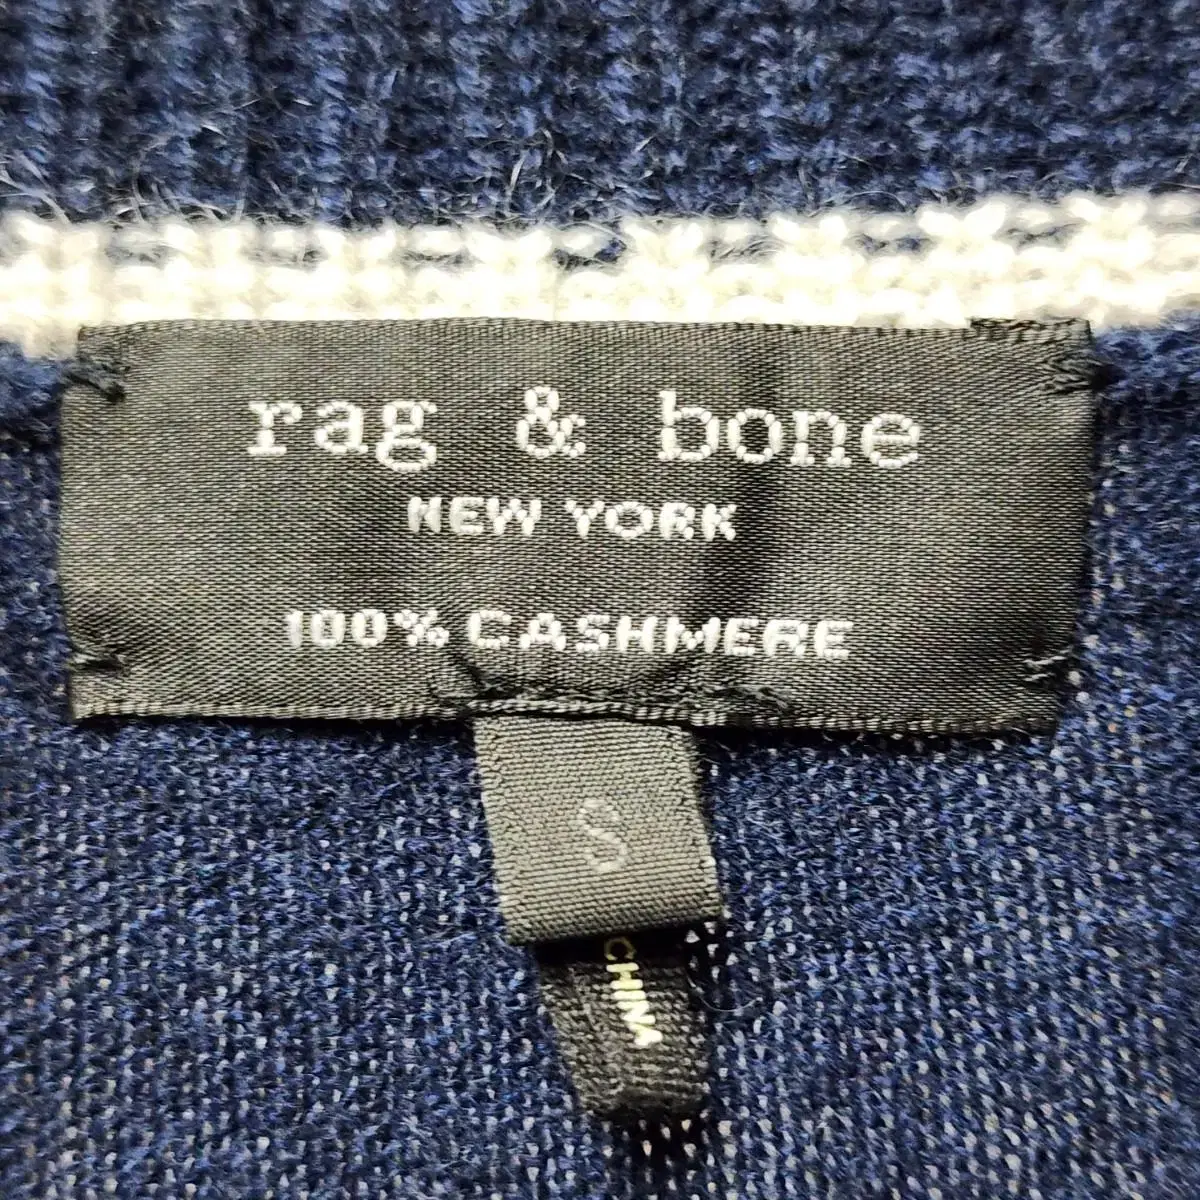 rag & bone
NEW YORK
100% CASHMERE
S
CHINA